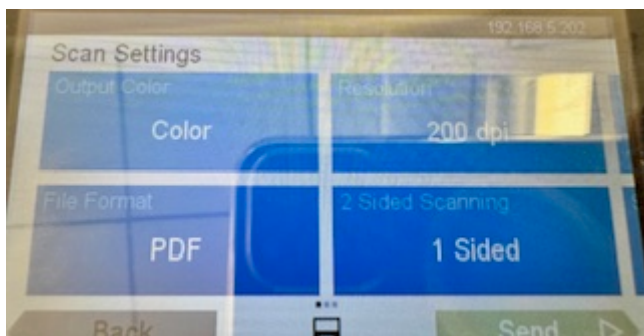 192.168.5.202
Scan Settings
Output Color
Resolution
Color
200 dpi
File Format
2 Sided Scanning
PDF
1 Sided
Back
Send